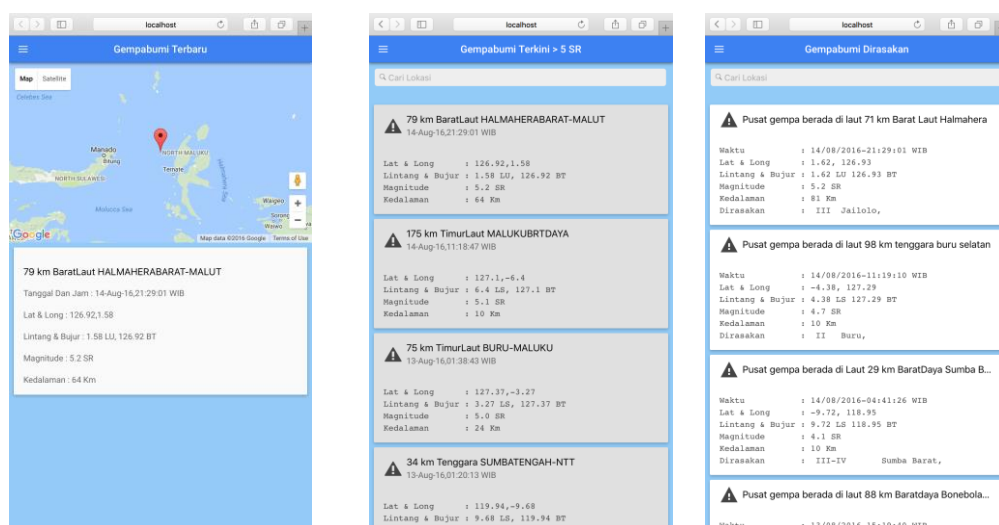 localhost
Gempabumi Terbaru
Map Satellite
Celebes Sea
Manado
Bitung
NORTH MALUKU
Ternate
NORTH SULAWESI
Halmahera Sea
Molucca Sea
Waigeo
Sorong
Waiwo
Google
Map data ©2016 Google Terms of Use
79 km BaratLaut HALMAHERABARAT-MALUT
Tanggal Dan Jam : 14-Aug-16,21:29:01 WIB
Lat & Long : 126.92,1.58
Lintang & Bujur : 1.58 LU, 126.92 BT
Magnitude : 5.2 SR
Kedalaman : 64 Km
localhost
Gempabumi Terkini > 5 SR
Cari Lokasi
79 km BaratLaut HALMAHERABARAT-MALUT
14-Aug-16,21:29:01 WIB
Lat & Long : 126.92,1.58
Lintang & Bujur : 1.58 LU, 126.92 BT
Magnitude : 5.2 SR
Kedalaman : 64 Km
175 km TimurLaut MALUKUBRTDAYA
14-Aug-16,11:18:47 WIB
Lat & Long : 127.1,-6.4
Lintang & Bujur : 6.4 LS, 127.1 BT
Magnitude : 5.1 SR
Kedalaman : 10 Km
75 km TimurLaut BURU-MALUKU
13-Aug-16,01:38:43 WIB
Lat & Long : 127.37,-3.27
Lintang & Bujur : 3.27 LS, 127.37 BT
Magnitude : 5.0 SR
Kedalaman : 24 Km
34 km Tenggara SUMBATENGAH-NTT
13-Aug-16,01:20:13 WIB
Lat & Long : 119.94,-9.68
Lintang & Bujur : 9.68 LS, 119.94 BT
localhost
Gempabumi Dirasakan
Cari Lokasi
Pusat gempa berada di laut 71 km Barat Laut Halmahera
Waktu : 14/08/2016-21:29:01 WIB
Lat & Long : 1.62, 126.93
Lintang & Bujur : 1.62 LU 126.93 BT
Magnitude : 5.2 SR
Kedalaman : 81 Km
Dirasakan : III Jailolo,
Pusat gempa berada di laut 98 km tenggara buru selatan
Waktu : 14/08/2016-11:19:10 WIB
Lat & Long : -4.38, 127.29
Lintang & Bujur : 4.38 LS 127.29 BT
Magnitude : 4.7 SR
Kedalaman : 10 Km
Dirasakan : II Buru,
Pusat gempa berada di Laut 29 km BaratDaya Sumba B...
Waktu : 14/08/2016-04:41:26 WIB
Lat & Long : -9.72, 118.95
Lintang & Bujur : 9.72 LS 118.95 BT
Magnitude : 4.1 SR
Kedalaman : 10 Km
Dirasakan : III-IV Sumba Barat,
Pusat gempa berada di laut 88 km Baratdaya Bonebola...